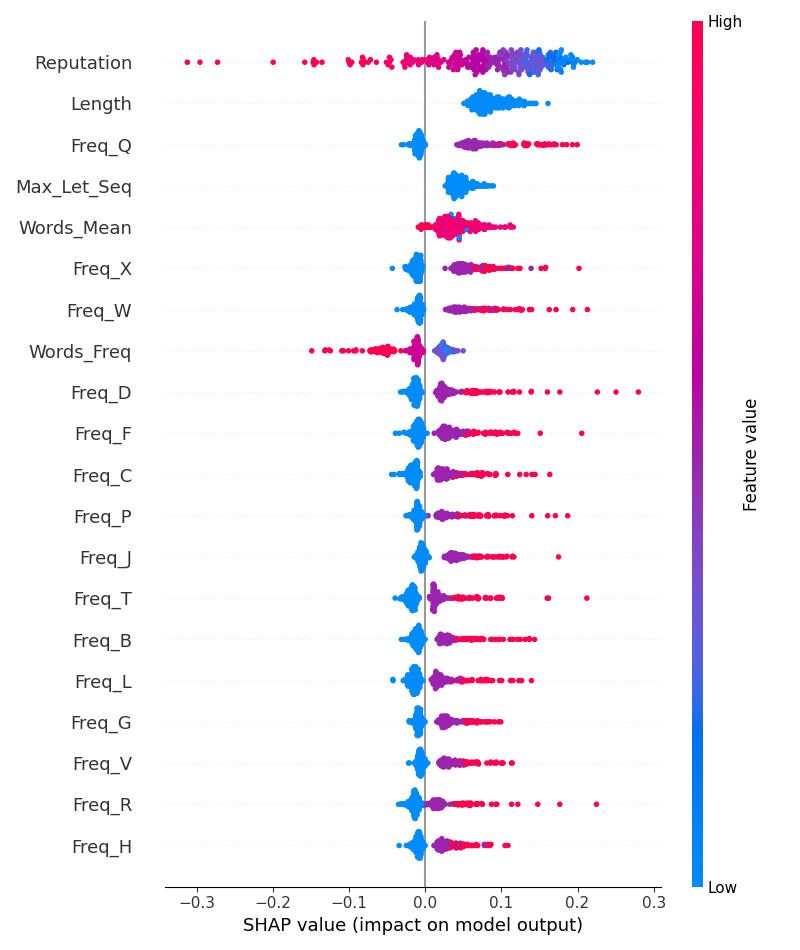 High
Reputation
Length
Freq_Q
Max_Let_Seq
Words_Mean
Freq_X
Freq_W
Words_Freq
Freq_D
Freq_F
Freq_C
Freq_P
Freq_J
Freq_T
Freq_B
Freq_L
Freq_G
Freq_V
Freq_R
Freq_H
Feature value
Low
−0.3 −0.2 −0.1 0.0 0.1 0.2 0.3
SHAP value (impact on model output)